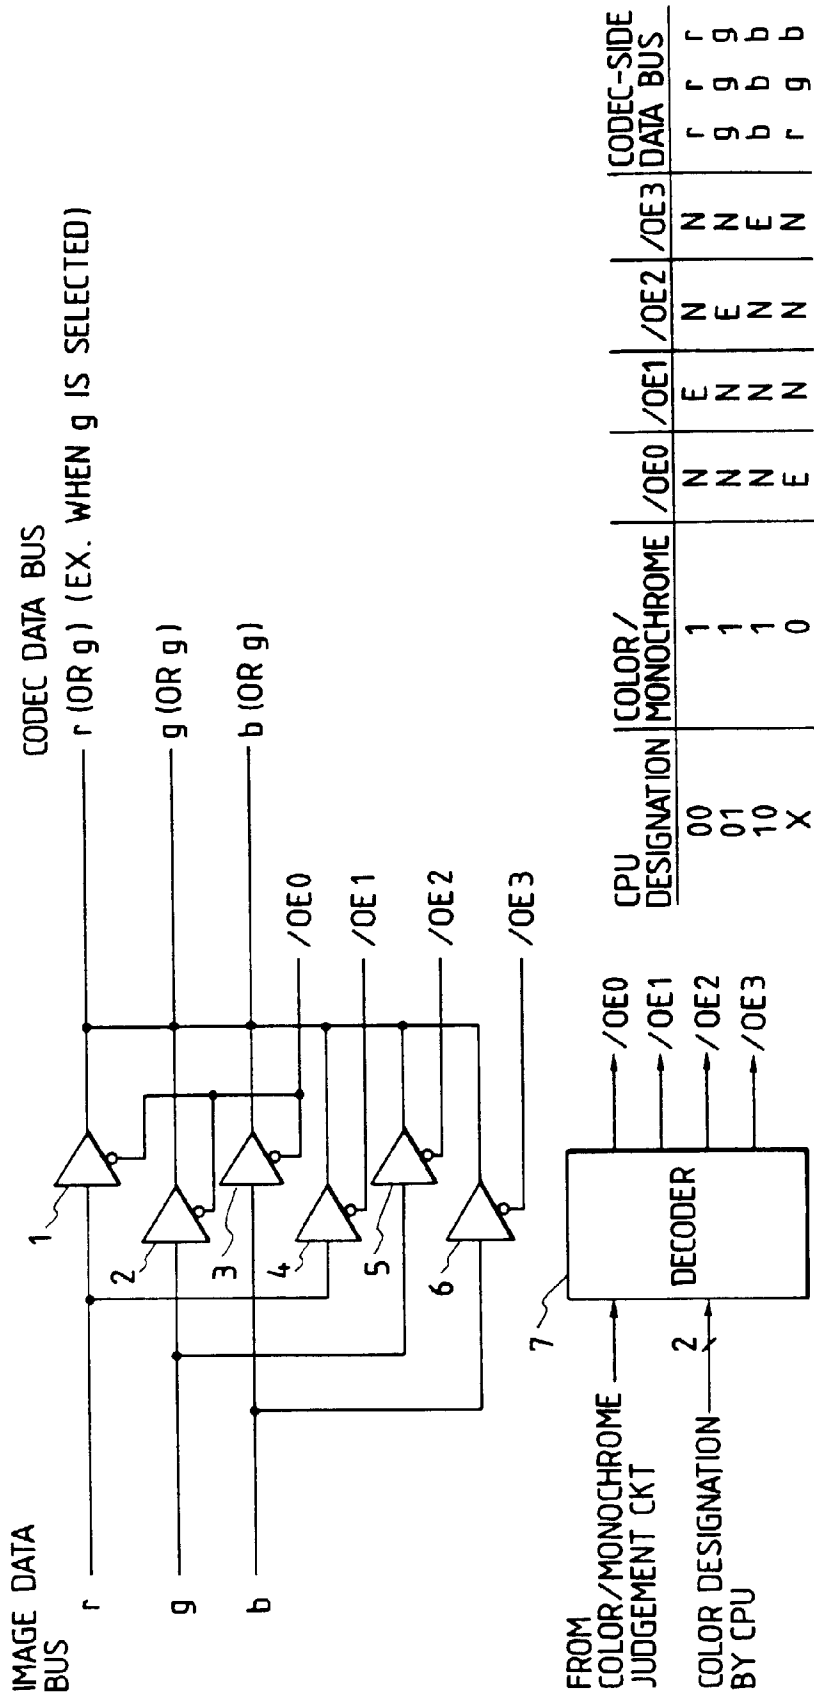 IMAGE DATA
BUS
CODEC DATA BUS
r
r (OR g) (EX. WHEN g IS SELECTED)
g
g (OR g)
b
b (OR g)
1
2
3
4
5
6
/OE0
/OE1
/OE2
/OE3
FROM
COLOR/MONOCHROME
JUDGEMENT CKT
COLOR DESIGNATION
BY CPU
2
7
DECODER
/OE0
/OE1
/OE2
/OE3
CPU DESIGNATION | COLOR/MONOCHROME | /OE0 | /OE1 | /OE2 | /OE3 | CODEC-SIDE DATA BUS
00 1 N E N N r r r
01 1 N N E N g g g
10 1 N N N E b b b
X 0 E N N N r g b